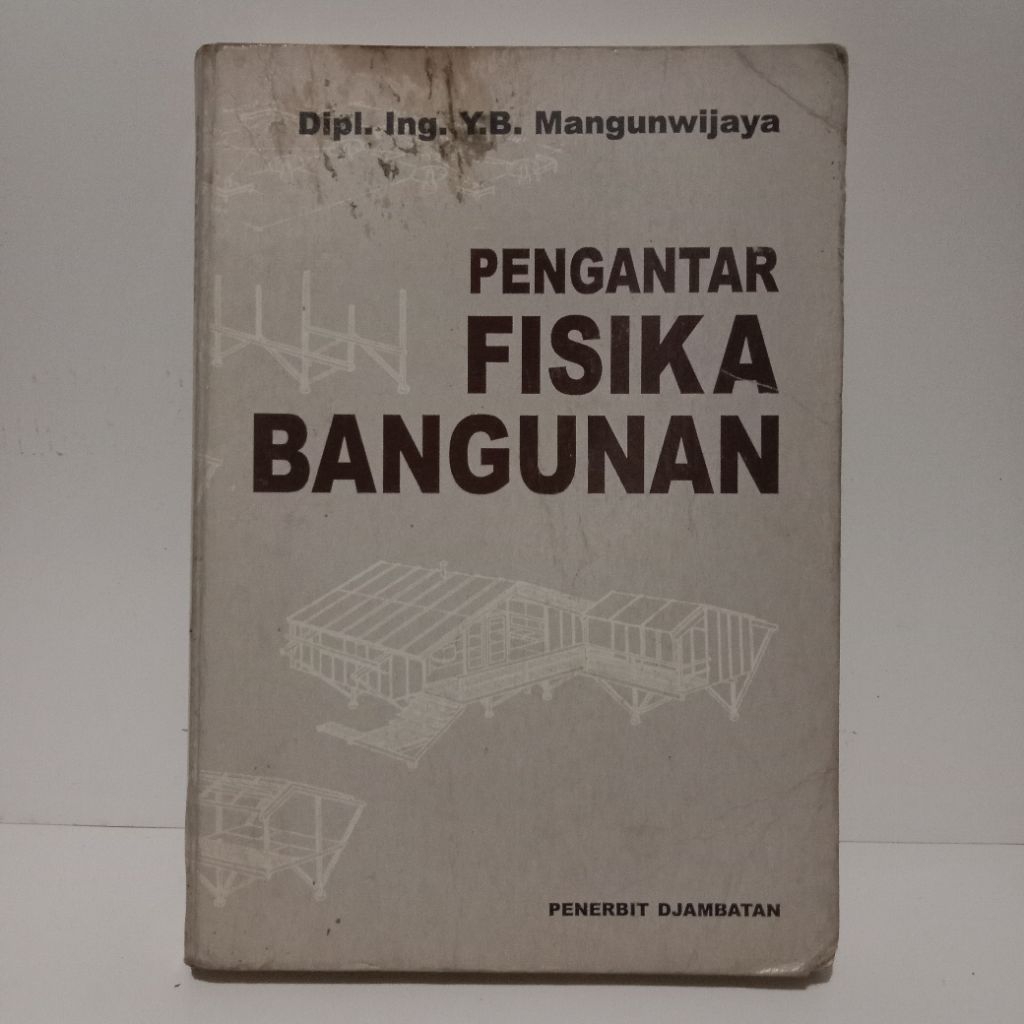 Dipl. Ing. Y.B. Mangunwijaya
PENGANTAR
FISIKA
BANGUNAN
PENERBIT DJAMBATAN